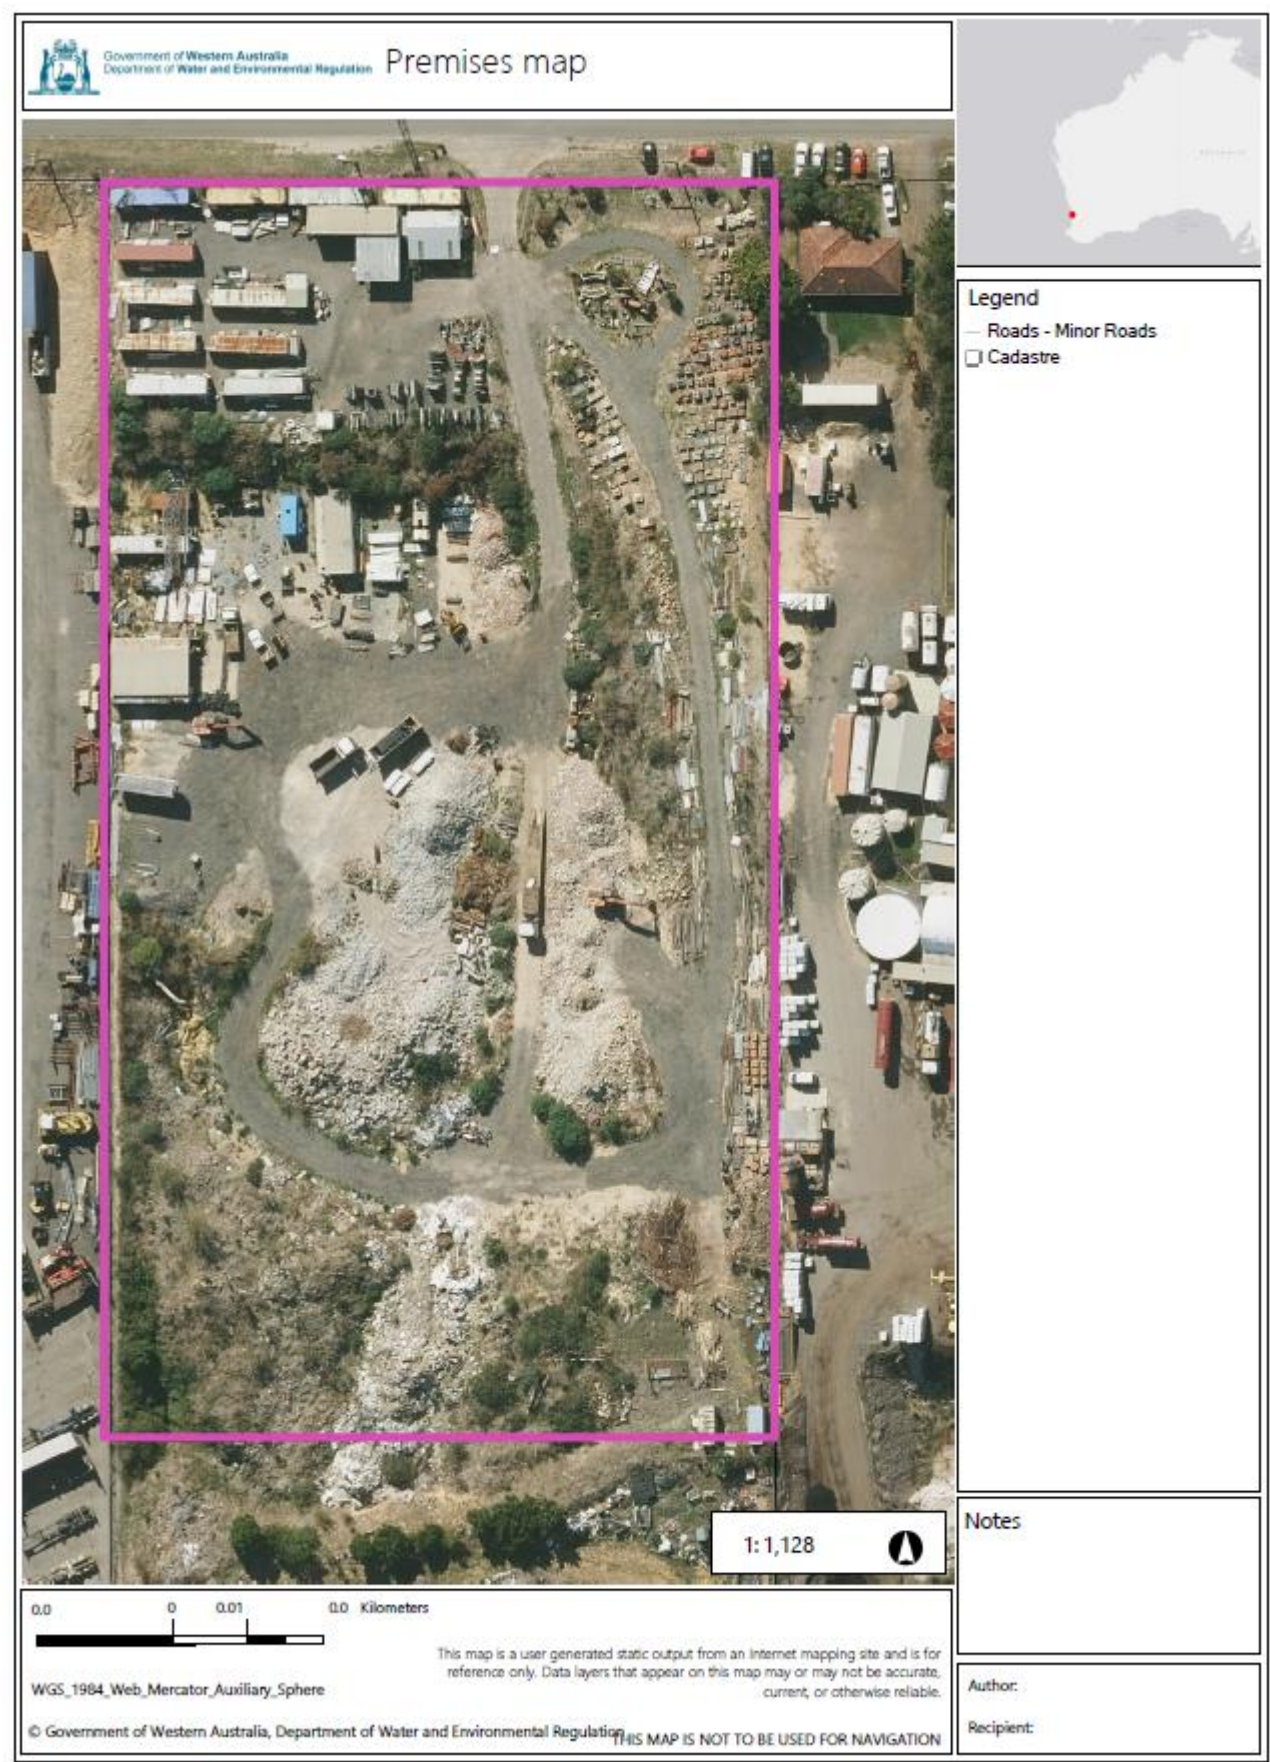 Government of Western Australia
Department of Water and Environmental Regulation
Premises map
Legend
Roads - Minor Roads
Cadastre
1:1,128
Notes
0.0 0 0.01 0.0 Kilometers
This map is a user generated static output from an Internet mapping site and is for
reference only. Data layers that appear on this map may or may not be accurate,
current, or otherwise reliable.
WGS_1984_Web_Mercator_Auxiliary_Sphere
© Government of Western Australia, Department of Water and Environmental Regulation
THIS MAP IS NOT TO BE USED FOR NAVIGATION
Author:
Recipient: